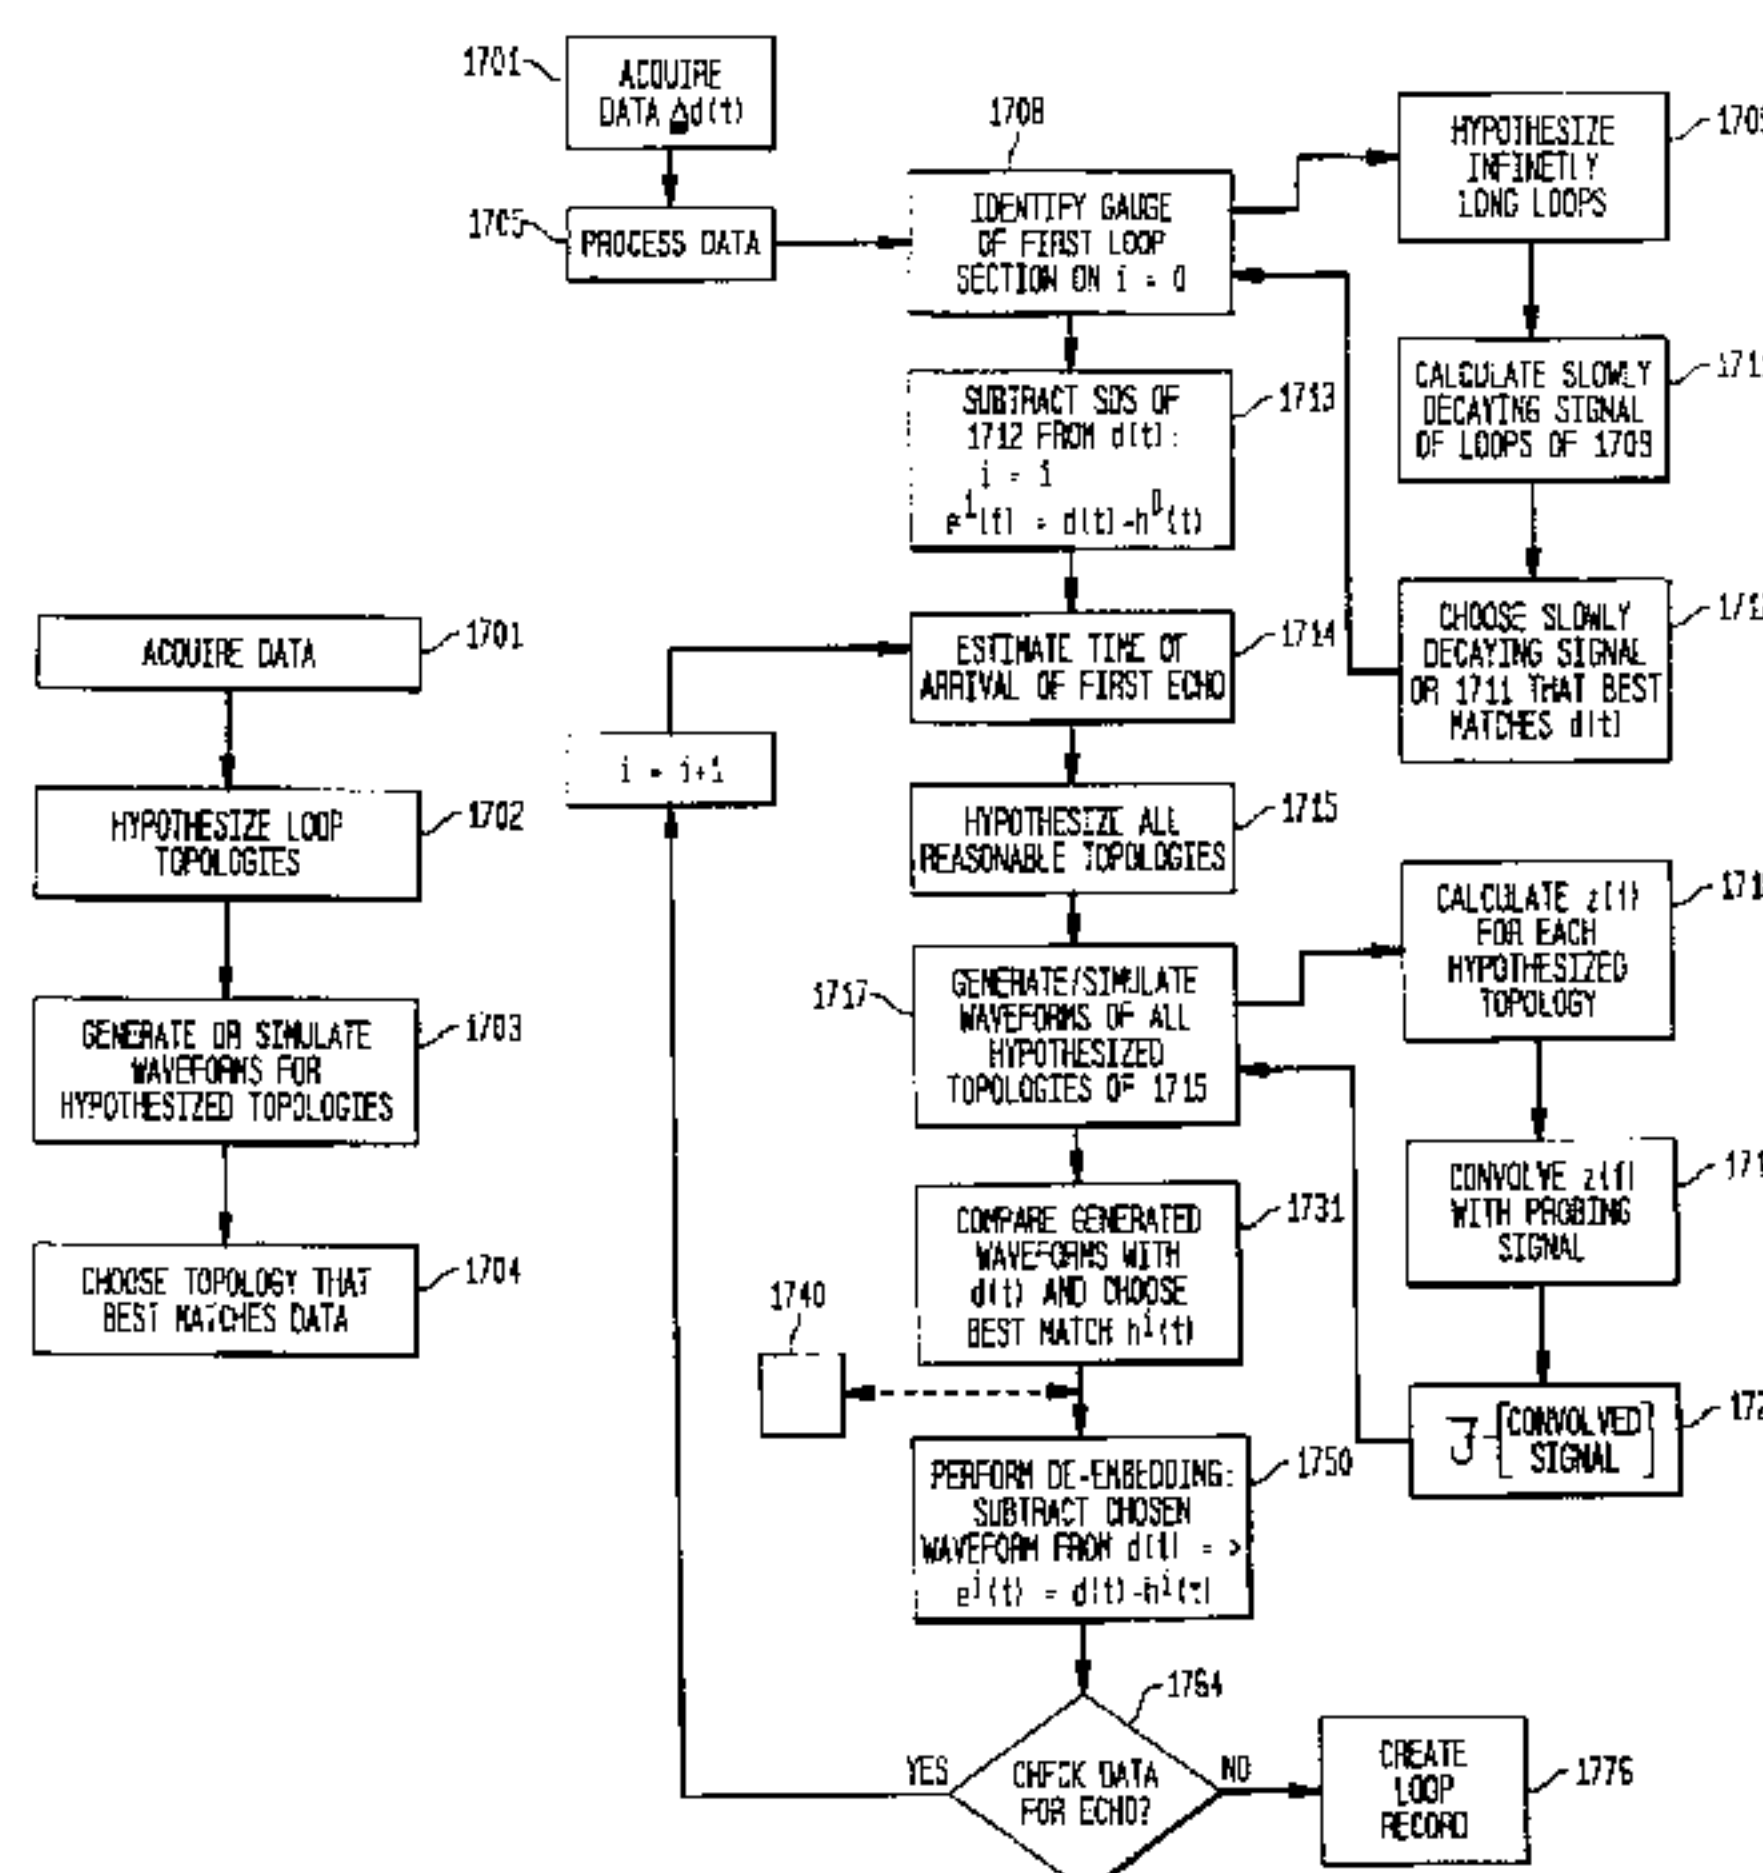 1701
ACQUIRE DATA
1702
HYPOTHESIZE LOOP
TOPOLOGIES
1703
GENERATE OR SIMULATE
WAVEFORMS FOR
HYPOTHESIZED TOPOLOGIES
1704
CHOOSE TOPOLOGY THAT
BEST MATCHES DATA
1701
ACQUIRE
DATA Δd(t)
1705
PROCESS DATA
1708
IDENTIFY GAUGE
OF FIRST LOOP
SECTION ON i = 0
HYPOTHESIZE
INFINETLY
LONG LOOPS
CALCULATE SLOWLY
DECAYING SIGNAL
OF LOOPS OF 1709
CHOOSE SLOWLY
DECAYING SIGNAL
OR 1711 THAT BEST
MATCHES d(t)
1713
SUBTRACT SDS OF
1712 FROM d(t):
i = 1
e¹(t) = d(t)-h⁰(t)
1714
ESTIMATE TIME OF
ARRIVAL OF FIRST ECHO
i = i+1
1715
HYPOTHESIZE ALL
REASONABLE TOPOLOGIES
1717
GENERATE/SIMULATE
WAVEFORMS OF ALL
HYPOTHESIZED
TOPOLOGIES OF 1715
CALCULATE z(f)
FOR EACH
HYPOTHESIZED
TOPOLOGY
CONVOLVE z(f)
WITH PROBING
SIGNAL
CONVOLVED
SIGNAL
1731
COMPARE GENERATED
WAVEFORMS WITH
d(t) AND CHOOSE
BEST MATCH hⁱ(t)
1740
1750
PERFORM DE-EMBEDDING:
SUBTRACT CHOSEN
WAVEFORM FROM d(t) = >
eⁱ(t) = d(t)-hⁱ(t)
1764
CHECK DATA
FOR ECHO?
YES
NO
1776
CREATE
LOOP
RECORD